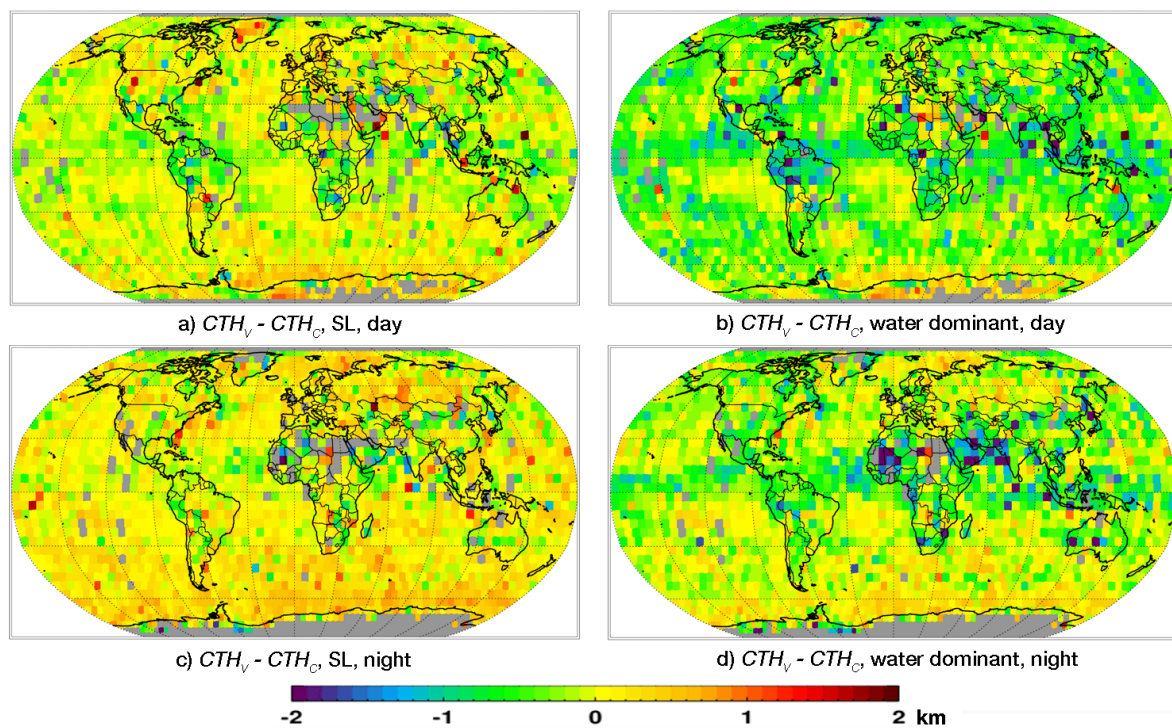 a) CTH_V - CTH_C, SL, day
b) CTH_V - CTH_C, water dominant, day
c) CTH_V - CTH_C, SL, night
d) CTH_V - CTH_C, water dominant, night
-2 -1 0 1 2 km